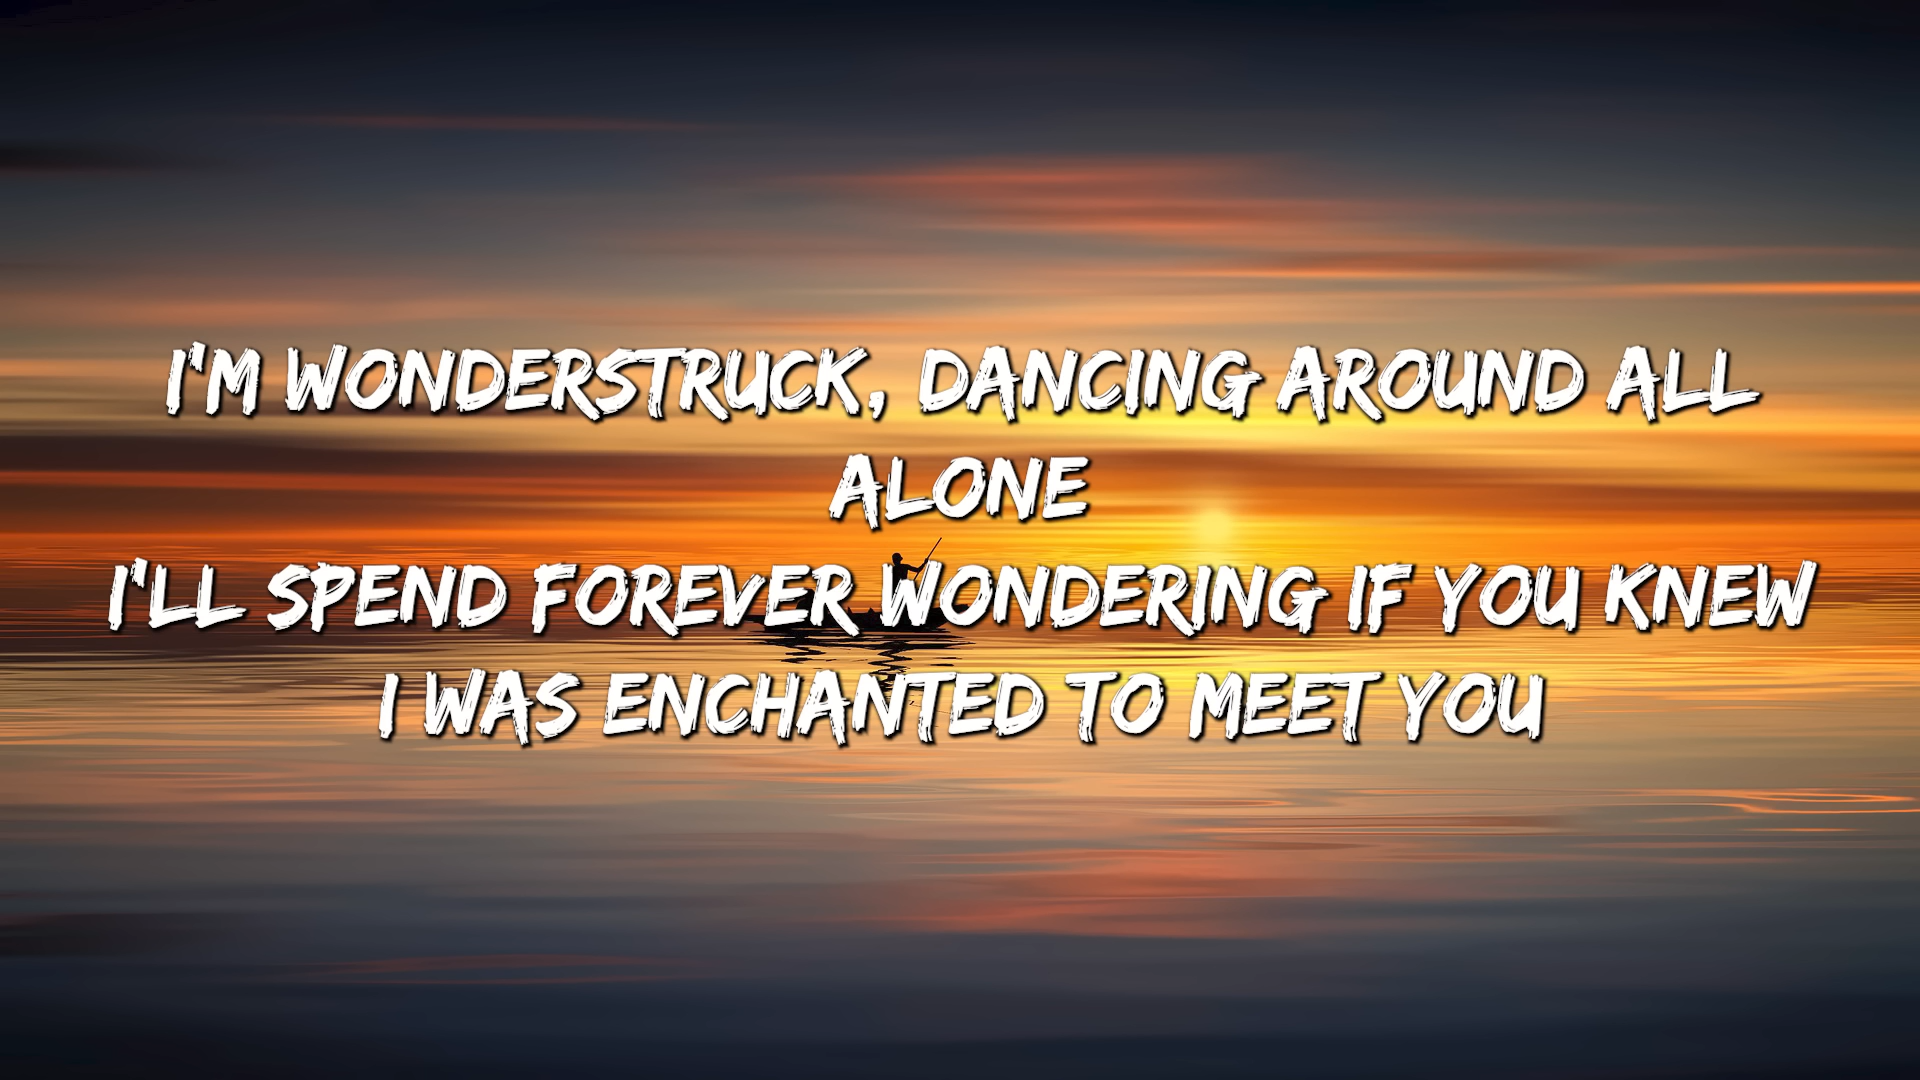 I'M WONDERSTRUCK, DANCING AROUND ALL
ALONE
I'LL SPEND FOREVER WONDERING IF YOU KNEW
I WAS ENCHANTED TO MEET YOU